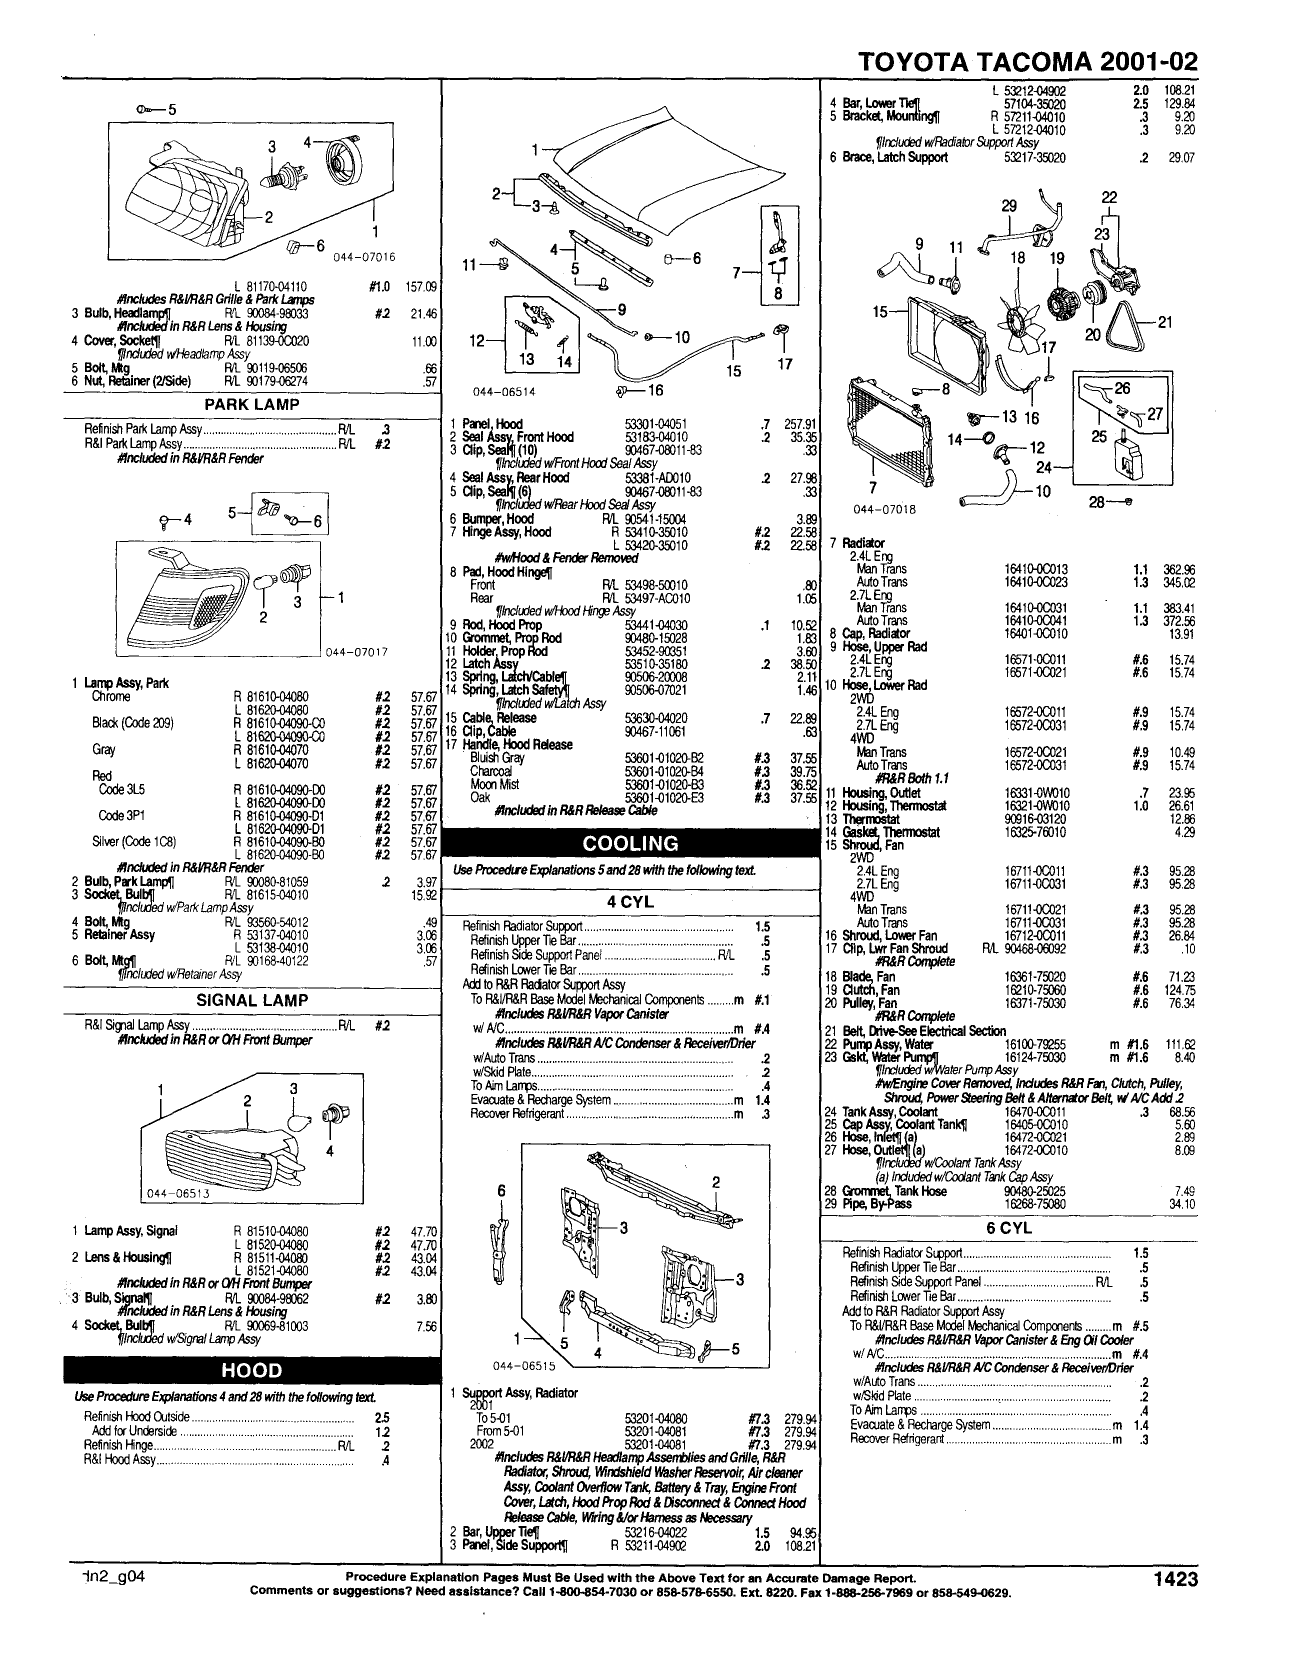 TOYOTA TACOMA 2001-02
5
3
4
2
1
6
044-07016
L 81170-04110 #1.0 157.09
#Includes R&I/R&R Grille & Park Lamps
3 Bulb, Headlamp¶ R/L 90084-98033 #.2 21.46
#Included in R&R Lens & Housing
4 Cover, Socket¶ R/L 81139-0C020 11.00
¶Included w/Headlamp Assy
5 Bolt, Mtg R/L 90119-06506 .66
6 Nut, Retainer (2/Side) R/L 90179-06274 .57
PARK LAMP
Refinish Park Lamp Assy R/L .3
R&I Park Lamp Assy R/L #.2
#Included in R&I/R&R Fender
4
5
6
2
3
1
044-07017
1 Lamp Assy, Park
Chrome R 81610-04080 #.2 57.67
L 81620-04080 #.2 57.67
Black (Code 209) R 81610-04090-C0 #.2 57.67
L 81620-04090-C0 #.2 57.67
Gray R 81610-04070 #.2 57.67
L 81620-04070 #.2 57.67
Red
Code 3L5 R 81610-04090-D0 #.2 57.67
L 81620-04090-D0 #.2 57.67
Code 3P1 R 81610-04090-D1 #.2 57.67
L 81620-04090-D1 #.2 57.67
Silver (Code 1C8) R 81610-04090-B0 #.2 57.67
L 81620-04090-B0 #.2 57.67
#Included in R&I/R&R Fender
2 Bulb, Park Lamp¶ R/L 90080-81059 .2 3.97
3 Socket, Bulb¶ R/L 81615-04010 15.92
¶Included w/Park Lamp Assy
4 Bolt, Mtg R/L 93560-54012 .49
5 Retainer Assy R 53137-04010 3.06
L 53138-04010 3.06
6 Bolt, Mtg¶ R/L 90168-40122 .57
¶Included w/Retainer Assy
SIGNAL LAMP
R&I Signal Lamp Assy R/L #.2
#Included in R&R or O/H Front Bumper
1
2
3
4
044-06513
1 Lamp Assy, Signal R 81510-04080 #.2 47.70
L 81520-04080 #.2 47.70
2 Lens & Housing¶ R 81511-04080 #.2 43.04
L 81521-04080 #.2 43.04
#Included in R&R or O/H Front Bumper
3 Bulb, Signal¶ R/L 90084-98062 #.2 3.80
#Included in R&R Lens & Housing
4 Socket, Bulb¶ R/L 90069-81003 7.56
¶Included w/Signal Lamp Assy
HOOD
Use Procedure Explanations 4 and 28 with the following text.
Refinish Hood Outside 2.5
Add for Underside 1.2
Refinish Hinge R/L .2
R&I Hood Assy .4
1
2
3
4
5
6
7
8
11
9
10
12
13 14
15
17
16
044-06514
1 Panel, Hood 53301-04051 .7 257.91
2 Seal Assy, Front Hood 53183-04010 .2 35.35
3 Clip, Seal¶ (10) 90467-08011-83 .33
¶Included w/Front Hood Seal Assy
4 Seal Assy, Rear Hood 53381-AD010 .2 27.98
5 Clip, Seal¶ (6) 90467-08011-83 .33
¶Included w/Rear Hood Seal Assy
6 Bumper, Hood R/L 90541-15004 3.89
7 Hinge Assy, Hood R 53410-35010 #.2 22.58
L 53420-35010 #.2 22.58
#w/Hood & Fender Removed
8 Pad, Hood Hinge¶
Front R/L 53498-50010 .80
Rear R/L 53497-AC010 1.05
¶Included w/Hood Hinge Assy
9 Rod, Hood Prop 53441-04030 .1 10.52
10 Grommet, Prop Rod 90480-15028 1.83
11 Holder, Prop Rod 53452-90351 3.60
12 Latch Assy 53510-35180 .2 38.50
13 Spring, Latch/Cable¶ 90506-20008 2.11
14 Spring, Latch Safety¶ 90506-07021 1.46
¶Included w/Latch Assy
15 Cable, Release 53630-04020 .7 22.89
16 Clip, Cable 90467-11061 .63
17 Handle, Hood Release
Bluish Gray 53601-01020-B2 #.3 37.55
Charcoal 53601-01020-B4 #.3 39.75
Moon Mist 53601-01020-B3 #.3 36.52
Oak 53601-01020-E3 #.3 37.55
#Included in R&R Release Cable
COOLING
Use Procedure Explanations 5 and 28 with the following text.
4 CYL
Refinish Radiator Support 1.5
Refinish Upper Tie Bar .5
Refinish Side Support Panel R/L .5
Refinish Lower Tie Bar .5
Add to R&R Radiator Support Assy
To R&I/R&R Base Model Mechanical Components m #.1
#Includes R&I/R&R Vapor Canister
w/ A/C m #.4
#Includes R&I/R&R A/C Condenser & Receiver/Drier
w/Auto Trans .2
w/Skid Plate .2
To Aim Lamps .4
Evacuate & Recharge System m 1.4
Recover Refrigerant m .3
6
2
3
3
1
5
4
5
044-06515
1 Support Assy, Radiator
2001
To 5-01 53201-04080 #7.3 279.94
From 5-01 53201-04081 #7.3 279.94
2002 53201-04081 #7.3 279.94
#Includes R&I/R&R Headlamp Assemblies and Grille, R&R
Radiator, Shroud, Windshield Washer Reservoir, Air cleaner
Assy, Coolant Overflow Tank, Battery & Tray, Engine Front
Cover, Latch, Hood Prop Rod & Disconnect & Connect Hood
Release Cable, Wiring &/or Harness as Necessary
2 Bar, Upper Tie¶ 53216-04022 1.5 94.95
3 Panel, Side Support¶ R 53211-04902 2.0 108.21
L 53212-04902 2.0 108.21
4 Bar, Lower Tie¶ 57104-35020 2.5 129.84
5 Bracket, Mounting¶ R 57211-04010 .3 9.20
L 57212-04010 .3 9.20
¶Included w/Radiator Support Assy
6 Brace, Latch Support 53217-35020 .2 29.07
29
22
9
11
23
18
19
15
20
21
17
8
26
27
13
16
14
25
12
24
7
10
28
044-07018
7 Radiator
2.4L Eng
Man Trans 16410-0C013 1.1 362.96
Auto Trans 16410-0C023 1.3 345.02
2.7L Eng
Man Trans 16410-0C031 1.1 383.41
Auto Trans 16410-0C041 1.3 372.56
8 Cap, Radiator 16401-0C010 13.91
9 Hose, Upper Rad
2.4L Eng 16571-0C011 #.6 15.74
2.7L Eng 16571-0C021 #.6 15.74
10 Hose, Lower Rad
2WD
2.4L Eng 16572-0C011 #.9 15.74
2.7L Eng 16572-0C031 #.9 15.74
4WD
Man Trans 16572-0C021 #.9 10.49
Auto Trans 16572-0C031 #.9 15.74
#R&R Both 1.1
11 Housing, Outlet 16331-0W010 .7 23.95
12 Housing, Thermostat 16321-0W010 1.0 26.61
13 Thermostat 90916-03120 12.86
14 Gasket, Thermostat 16325-76010 4.29
15 Shroud, Fan
2WD
2.4L Eng 16711-0C011 #.3 95.28
2.7L Eng 16711-0C031 #.3 95.28
4WD
Man Trans 16711-0C021 #.3 95.28
Auto Trans 16711-0C031 #.3 95.28
16 Shroud, Lower Fan 16712-0C011 #.3 26.84
17 Clip, Lwr Fan Shroud R/L 90468-06092 #.3 .10
#R&R Complete
18 Blade, Fan 16361-75020 #.6 71.23
19 Clutch, Fan 16210-75060 #.6 124.75
20 Pulley, Fan 16371-75030 #.6 76.34
#R&R Complete
21 Belt, Drive-See Electrical Section
22 Pump Assy, Water 16100-79255 m #1.6 111.62
23 Gskt, Water Pump¶ 16124-75030 m #1.6 8.40
¶Included w/Water Pump Assy
#w/Engine Cover Removed, Includes R&R Fan, Clutch, Pulley,
Shroud, Power Steering Belt & Alternator Belt, w/ A/C Add .2
24 Tank Assy, Coolant 16470-0C011 .3 68.56
25 Cap Assy, Coolant Tank¶ 16405-0C010 5.60
26 Hose, Inlet¶ (a) 16472-0C021 2.89
27 Hose, Outlet¶ (a) 16472-0C010 8.09
¶Included w/Coolant Tank Assy
(a) Included w/Coolant Tank Cap Assy
28 Grommet, Tank Hose 90480-25025 7.49
29 Pipe, By-Pass 16268-75080 34.10
6 CYL
Refinish Radiator Support 1.5
Refinish Upper Tie Bar .5
Refinish Side Support Panel R/L .5
Refinish Lower Tie Bar .5
Add to R&R Radiator Support Assy
To R&I/R&R Base Model Mechanical Components m #.5
#Includes R&I/R&R Vapor Canister & Eng Oil Cooler
w/ A/C m #.4
#Includes R&I/R&R A/C Condenser & Receiver/Drier
w/Auto Trans .2
w/Skid Plate .2
To Aim Lamps .4
Evacuate & Recharge System m 1.4
Recover Refrigerant m .3
in2_g04
Procedure Explanation Pages Must Be Used with the Above Text for an Accurate Damage Report.
Comments or suggestions? Need assistance? Call 1-800-854-7030 or 858-578-6550. Ext. 8220. Fax 1-888-256-7969 or 858-549-0629.
1423